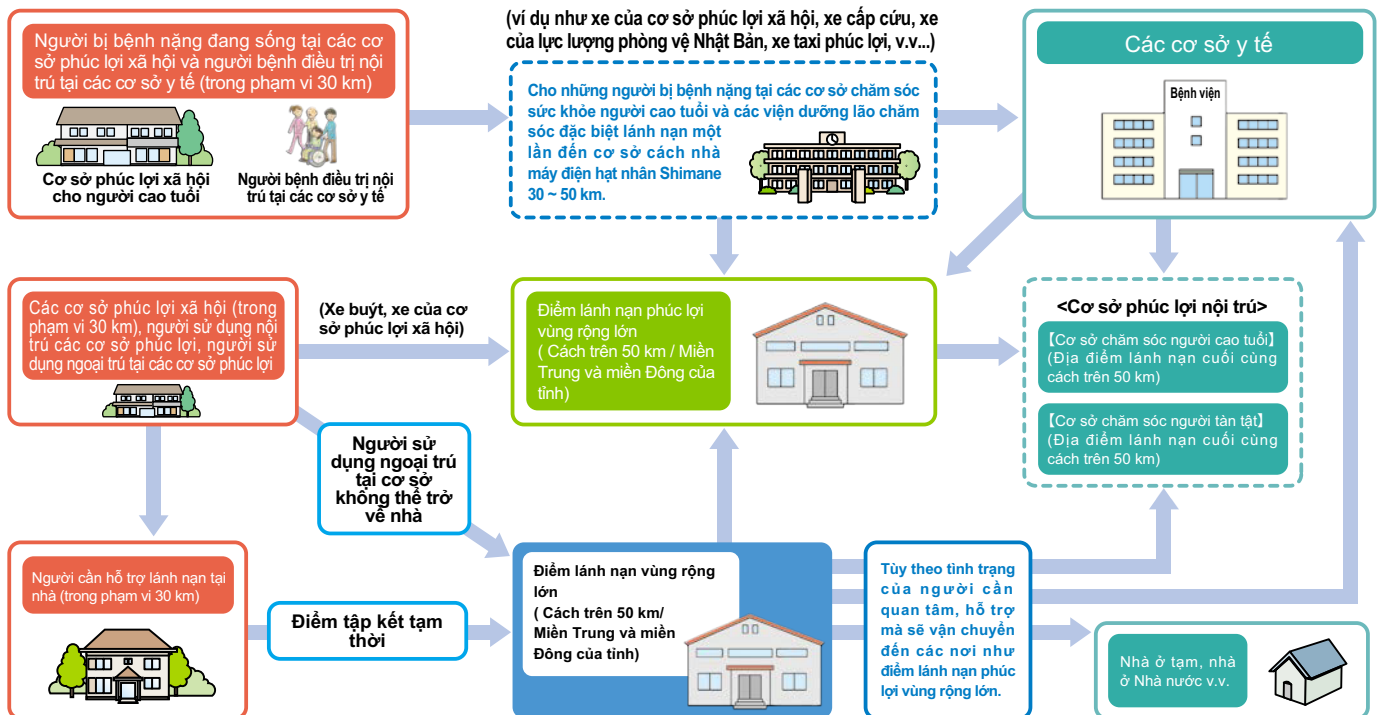 Người bị bệnh nặng đang sống tại các cơ
sở phúc lợi xã hội và người bệnh điều trị nội
trú tại các cơ sở y tế (trong phạm vi 30 km)
Cơ sở phúc lợi xã hội
cho người cao tuổi
Người bệnh điều trị nội
trú tại các cơ sở y tế
(ví dụ như xe của cơ sở phúc lợi xã hội, xe cấp cứu, xe
của lực lượng phòng vệ Nhật Bản, xe taxi phúc lợi, v.v...)
Cho những người bị bệnh nặng tại các cơ sở chăm sóc
sức khỏe người cao tuổi và các viện dưỡng lão chăm
sóc đặc biệt lánh nạn một
lần đến cơ sở cách nhà
máy điện hạt nhân Shimane
30 ~ 50 km.
Các cơ sở y tế
Bệnh viện
Các cơ sở phúc lợi xã hội (trong
phạm vi 30 km), người sử dụng nội
trú các cơ sở phúc lợi, người sử
dụng ngoại trú tại các cơ sở phúc lợi
(Xe buýt, xe của cơ
sở phúc lợi xã hội)
Điểm lánh nạn phúc lợi
vùng rộng lớn
( Cách trên 50 km / Miền
Trung và miền Đông của
tỉnh)
<Cơ sở phúc lợi nội trú>
【Cơ sở chăm sóc người cao tuổi】
(Địa điểm lánh nạn cuối cùng
cách trên 50 km)
【Cơ sở chăm sóc người tàn tật】
(Địa điểm lánh nạn cuối cùng
cách trên 50 km)
Người sử
dụng ngoại trú
tại cơ sở
không thể trở
về nhà
Người cần hỗ trợ lánh nạn tại
nhà (trong phạm vi 30 km)
Điểm tập kết tạm
thời
Điểm lánh nạn vùng rộng
lớn
( Cách trên 50 km/
Miền Trung và miền
Đông của tỉnh)
Tùy theo tình trạng
của người cần
quan tâm, hỗ trợ
mà sẽ vận chuyển
đến các nơi như
điểm lánh nạn phúc
lợi vùng rộng lớn.
Nhà ở tạm, nhà
ở Nhà nước v.v.